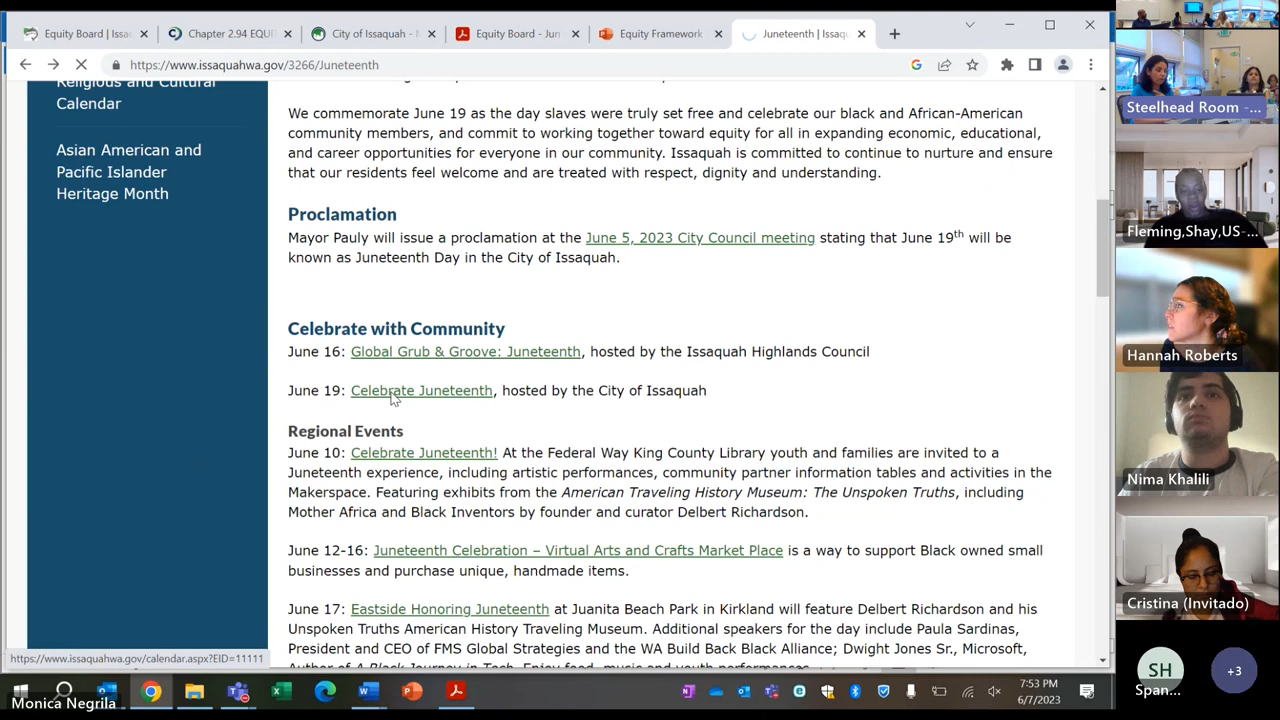 Equity Board | Issa
Chapter 2.94 EQUI
City of Issaquah - M
Equity Board - Jun
Equity Framework
Juneteenth | Issaq
https://www.issaquahwa.gov/3266/Juneteenth
Religious and Cultural
Calendar
Asian American and
Pacific Islander
Heritage Month
We commemorate June 19 as the day slaves were truly set free and celebrate our black and African-American
community members, and commit to working together toward equity for all in expanding economic, educational,
and career opportunities for everyone in our community. Issaquah is committed to continue to nurture and ensure
that our residents feel welcome and are treated with respect, dignity and understanding.
Proclamation
Mayor Pauly will issue a proclamation at the June 5, 2023 City Council meeting stating that June 19th will be
known as Juneteenth Day in the City of Issaquah.
Celebrate with Community
June 16: Global Grub & Groove: Juneteenth, hosted by the Issaquah Highlands Council
June 19: Celebrate Juneteenth, hosted by the City of Issaquah
Regional Events
June 10: Celebrate Juneteenth! At the Federal Way King County Library youth and families are invited to a
Juneteenth experience, including artistic performances, community partner information tables and activities in the
Makerspace. Featuring exhibits from the American Traveling History Museum: The Unspoken Truths, including
Mother Africa and Black Inventors by founder and curator Delbert Richardson.
June 12-16: Juneteenth Celebration – Virtual Arts and Crafts Market Place is a way to support Black owned small
businesses and purchase unique, handmade items.
June 17: Eastside Honoring Juneteenth at Juanita Beach Park in Kirkland will feature Delbert Richardson and his
Unspoken Truths American History Traveling Museum. Additional speakers for the day include Paula Sardinas,
President and CEO of FMS Global Strategies and the WA Build Back Black Alliance; Dwight Jones Sr., Microsoft,
Author of A Black Journey in Tech. Enjoy food, music and youth performances.
https://www.issaquahwa.gov/calendar.aspx?EID=11111
Monica Negrila
7:53 PM
6/7/2023
Steelhead Room -...
Fleming,Shay,US-...
Hannah Roberts
Nima Khalili
Cristina (Invitado)
SH
Span...
+3